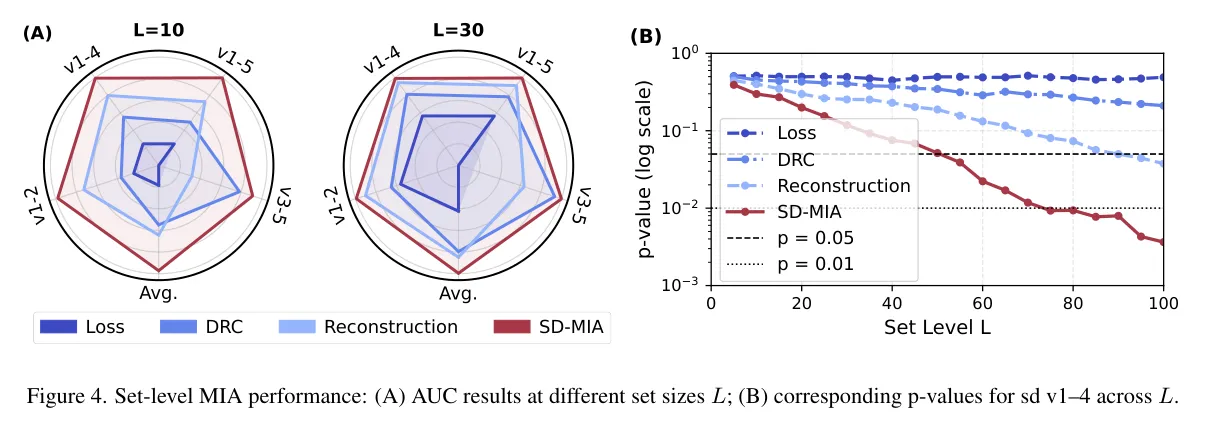 (A)
L=10
v1-4
v1-5
v1-2
v3-5
Avg.
L=30
v1-4
v1-5
v1-2
v3-5
Avg.
Loss
DRC
Reconstruction
SD-MIA
(B)
p-value (log scale)
10⁰
10⁻¹
10⁻²
10⁻³
Loss
DRC
Reconstruction
SD-MIA
p = 0.05
p = 0.01
0 20 40 60 80 100
Set Level L
Figure 4. Set-level MIA performance: (A) AUC results at different set sizes L; (B) corresponding p-values for sd v1–4 across L.